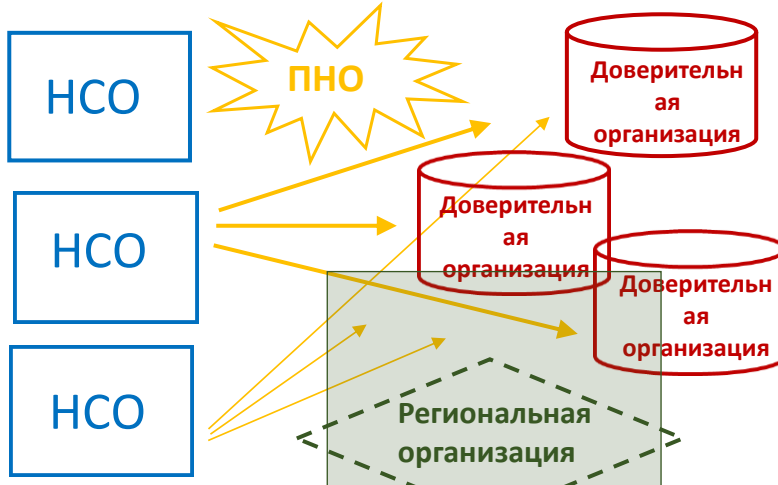 НСО
ПНО
Доверительн
ая
организация
НСО
Доверительн
ая
организация
Доверительн
ая
организация
НСО
Региональная
организация